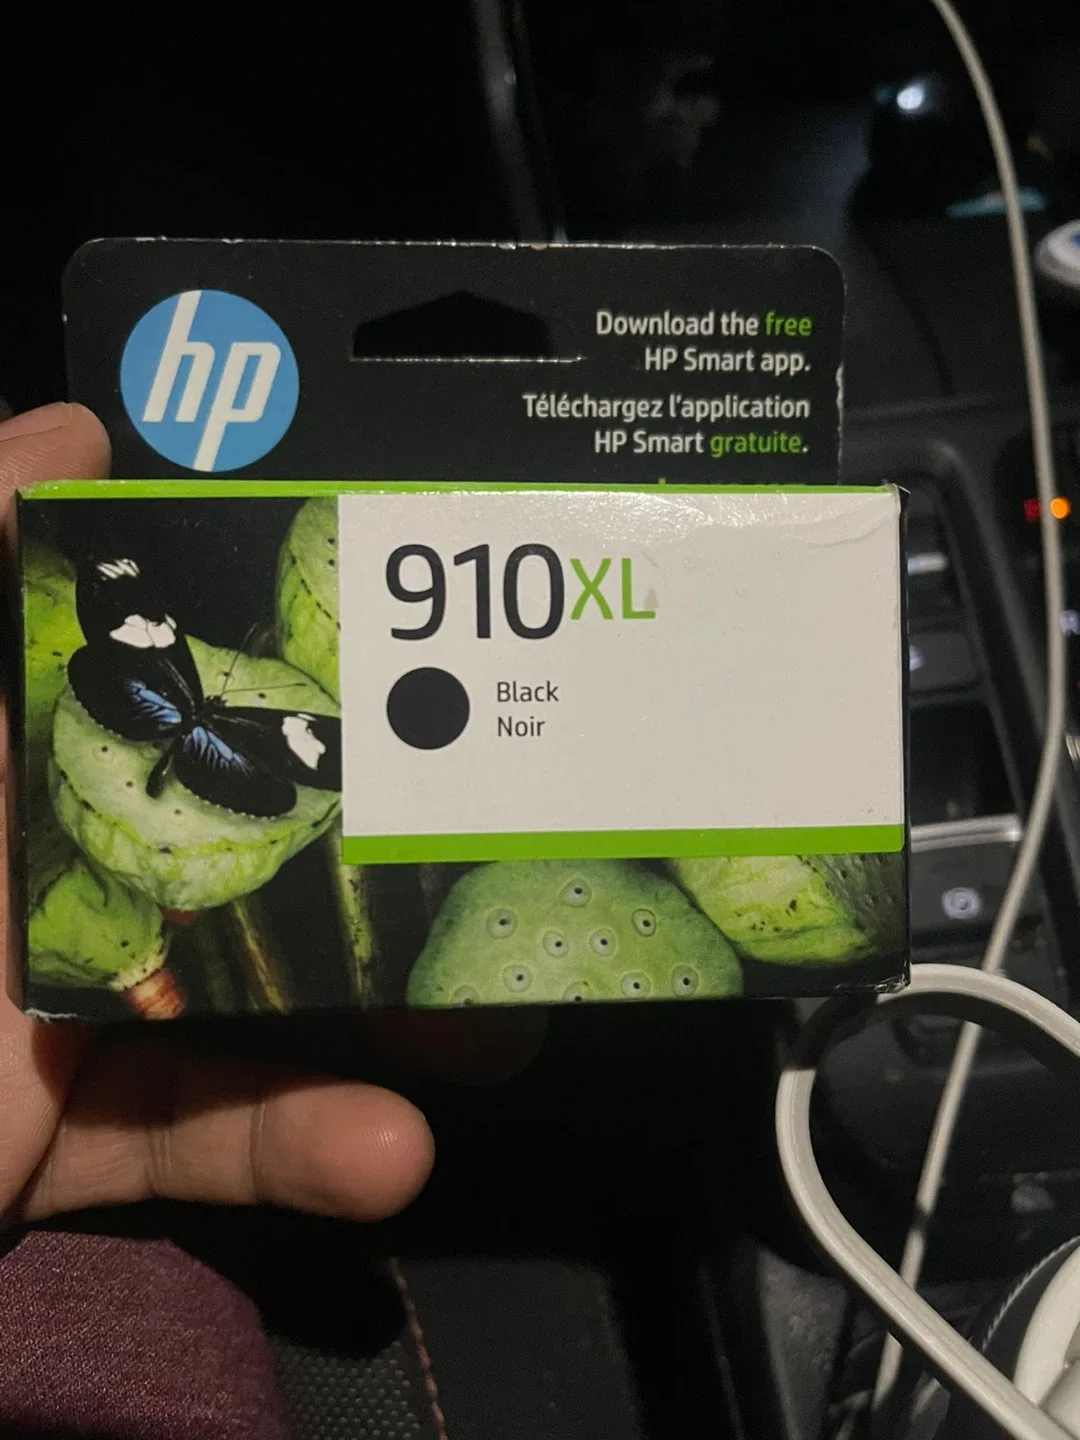 hp
Download the free
HP Smart app.
Téléchargez l'application
HP Smart gratuite.
910XL
Black
Noir